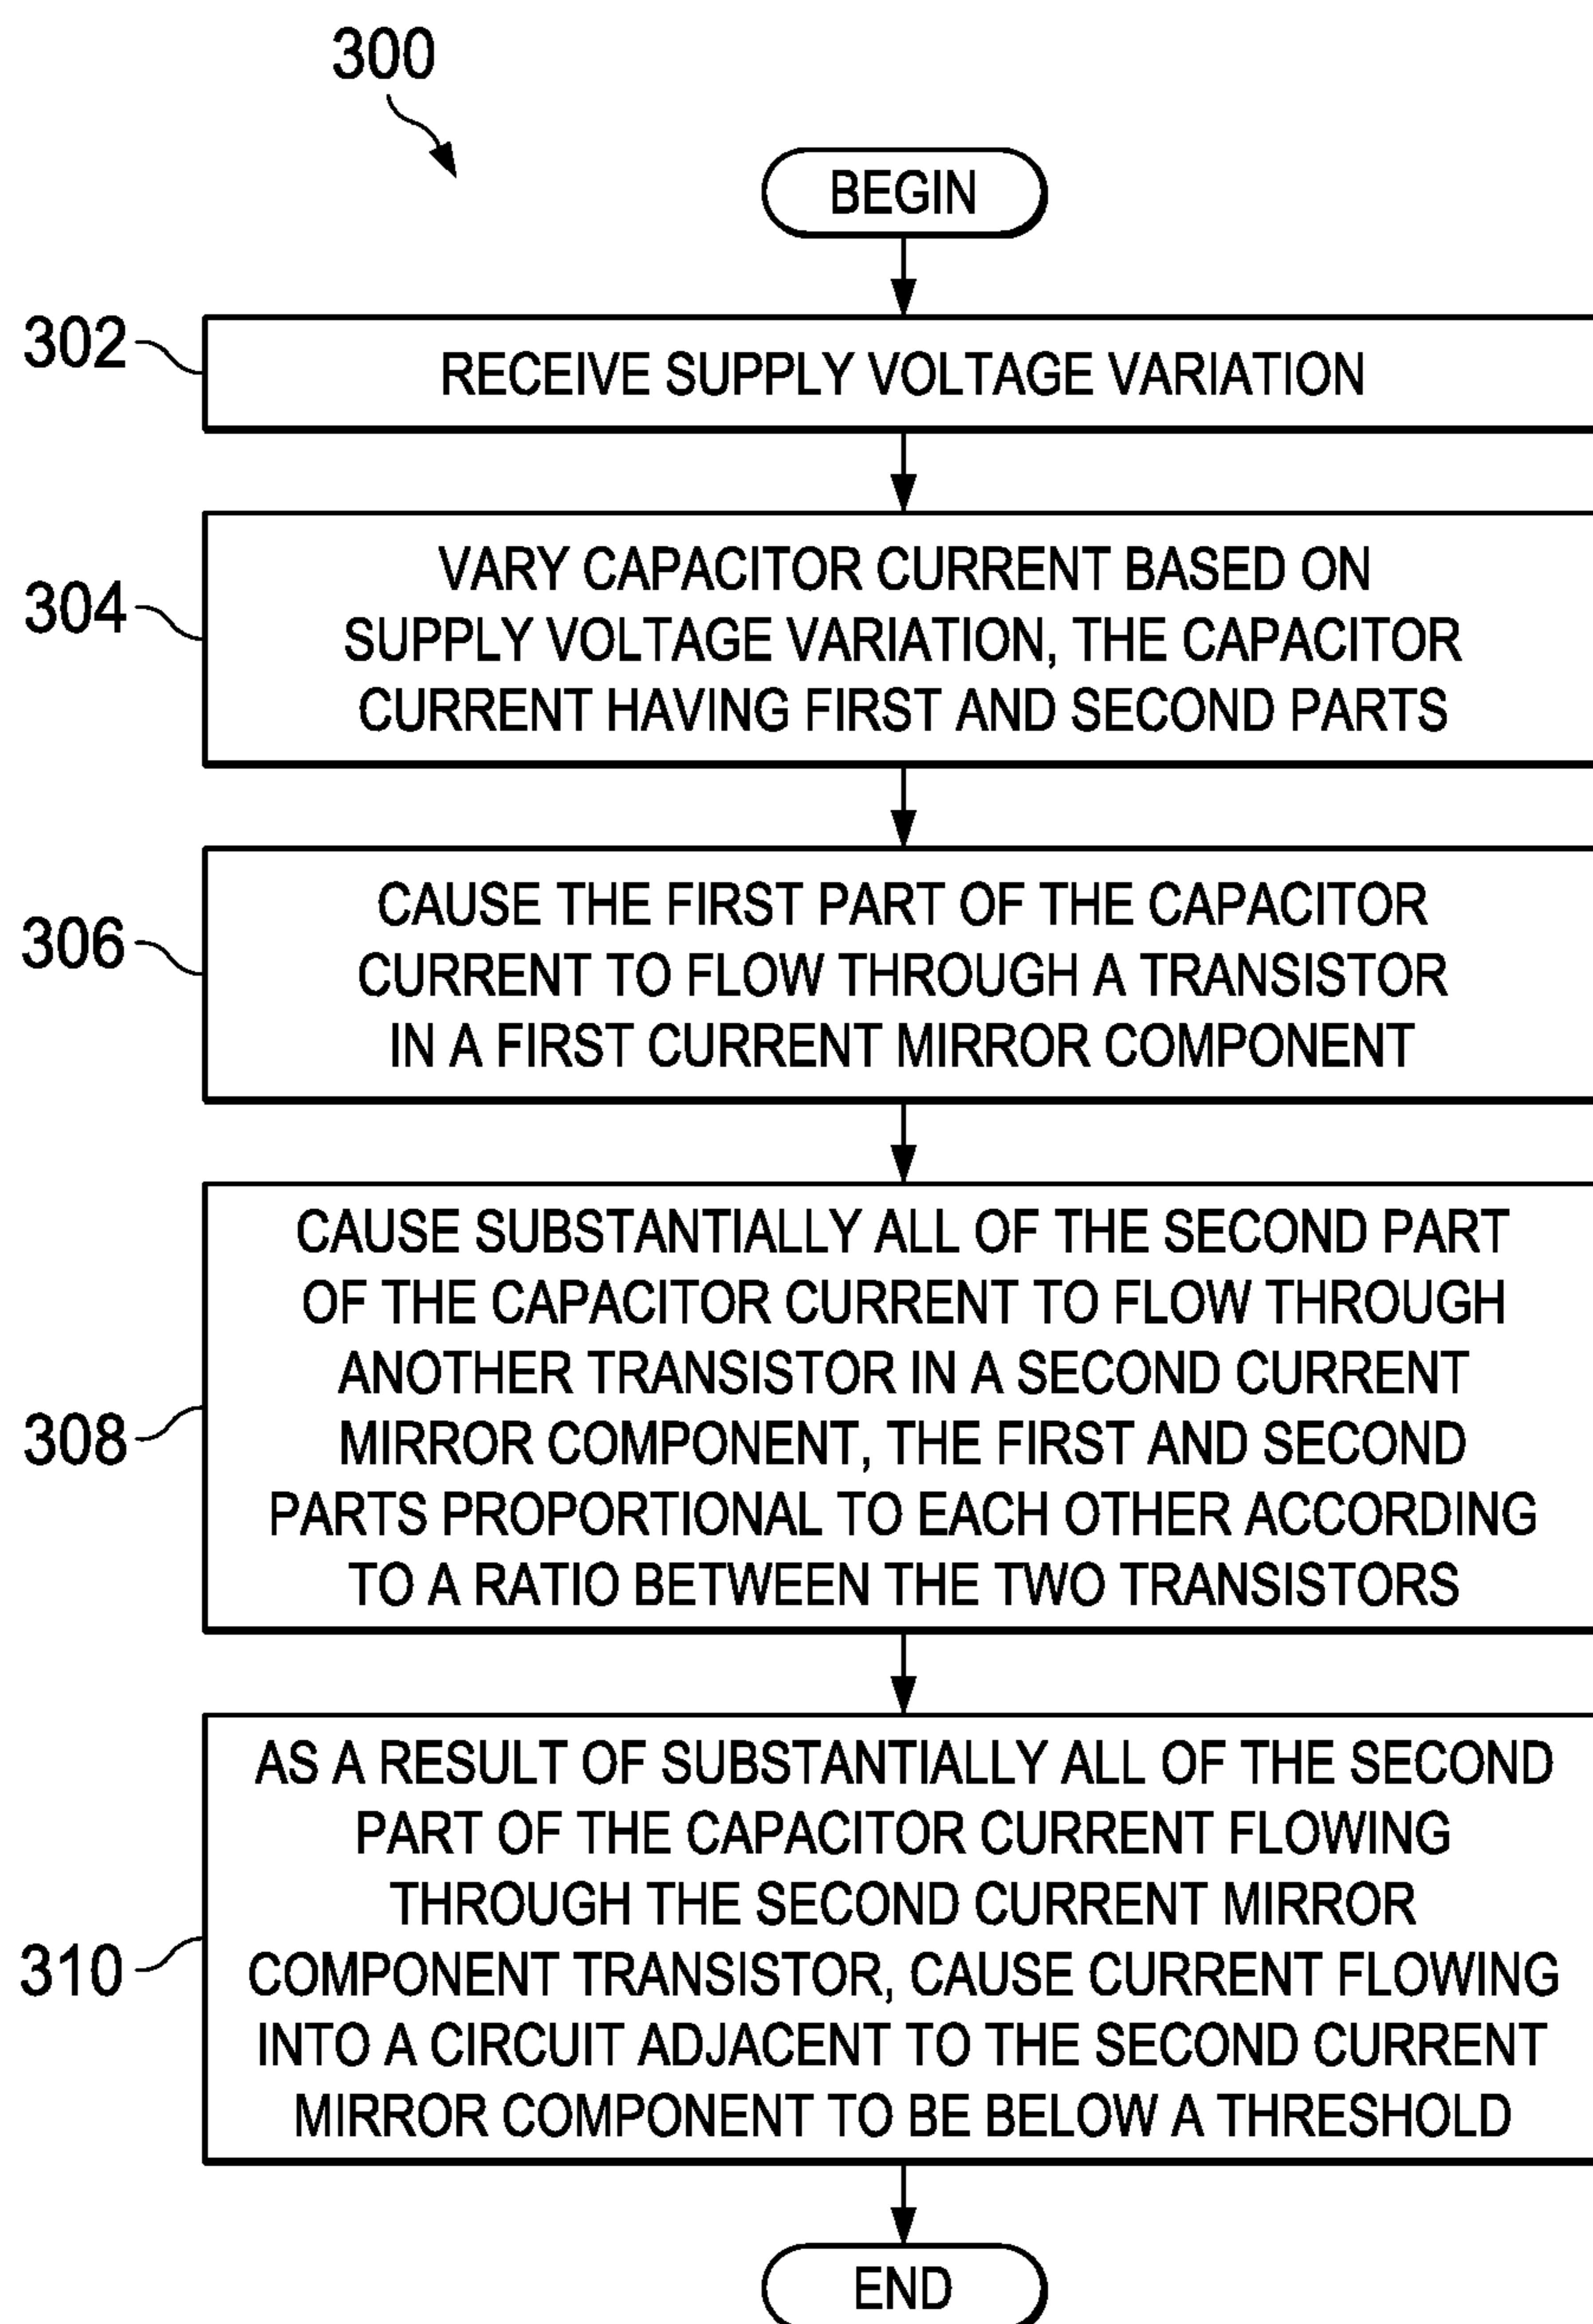 300
BEGIN
302
RECEIVE SUPPLY VOLTAGE VARIATION
304
VARY CAPACITOR CURRENT BASED ON
SUPPLY VOLTAGE VARIATION, THE CAPACITOR
CURRENT HAVING FIRST AND SECOND PARTS
306
CAUSE THE FIRST PART OF THE CAPACITOR
CURRENT TO FLOW THROUGH A TRANSISTOR
IN A FIRST CURRENT MIRROR COMPONENT
308
CAUSE SUBSTANTIALLY ALL OF THE SECOND PART
OF THE CAPACITOR CURRENT TO FLOW THROUGH
ANOTHER TRANSISTOR IN A SECOND CURRENT
MIRROR COMPONENT, THE FIRST AND SECOND
PARTS PROPORTIONAL TO EACH OTHER ACCORDING
TO A RATIO BETWEEN THE TWO TRANSISTORS
310
AS A RESULT OF SUBSTANTIALLY ALL OF THE SECOND
PART OF THE CAPACITOR CURRENT FLOWING
THROUGH THE SECOND CURRENT MIRROR
COMPONENT TRANSISTOR, CAUSE CURRENT FLOWING
INTO A CIRCUIT ADJACENT TO THE SECOND CURRENT
MIRROR COMPONENT TO BE BELOW A THRESHOLD
END